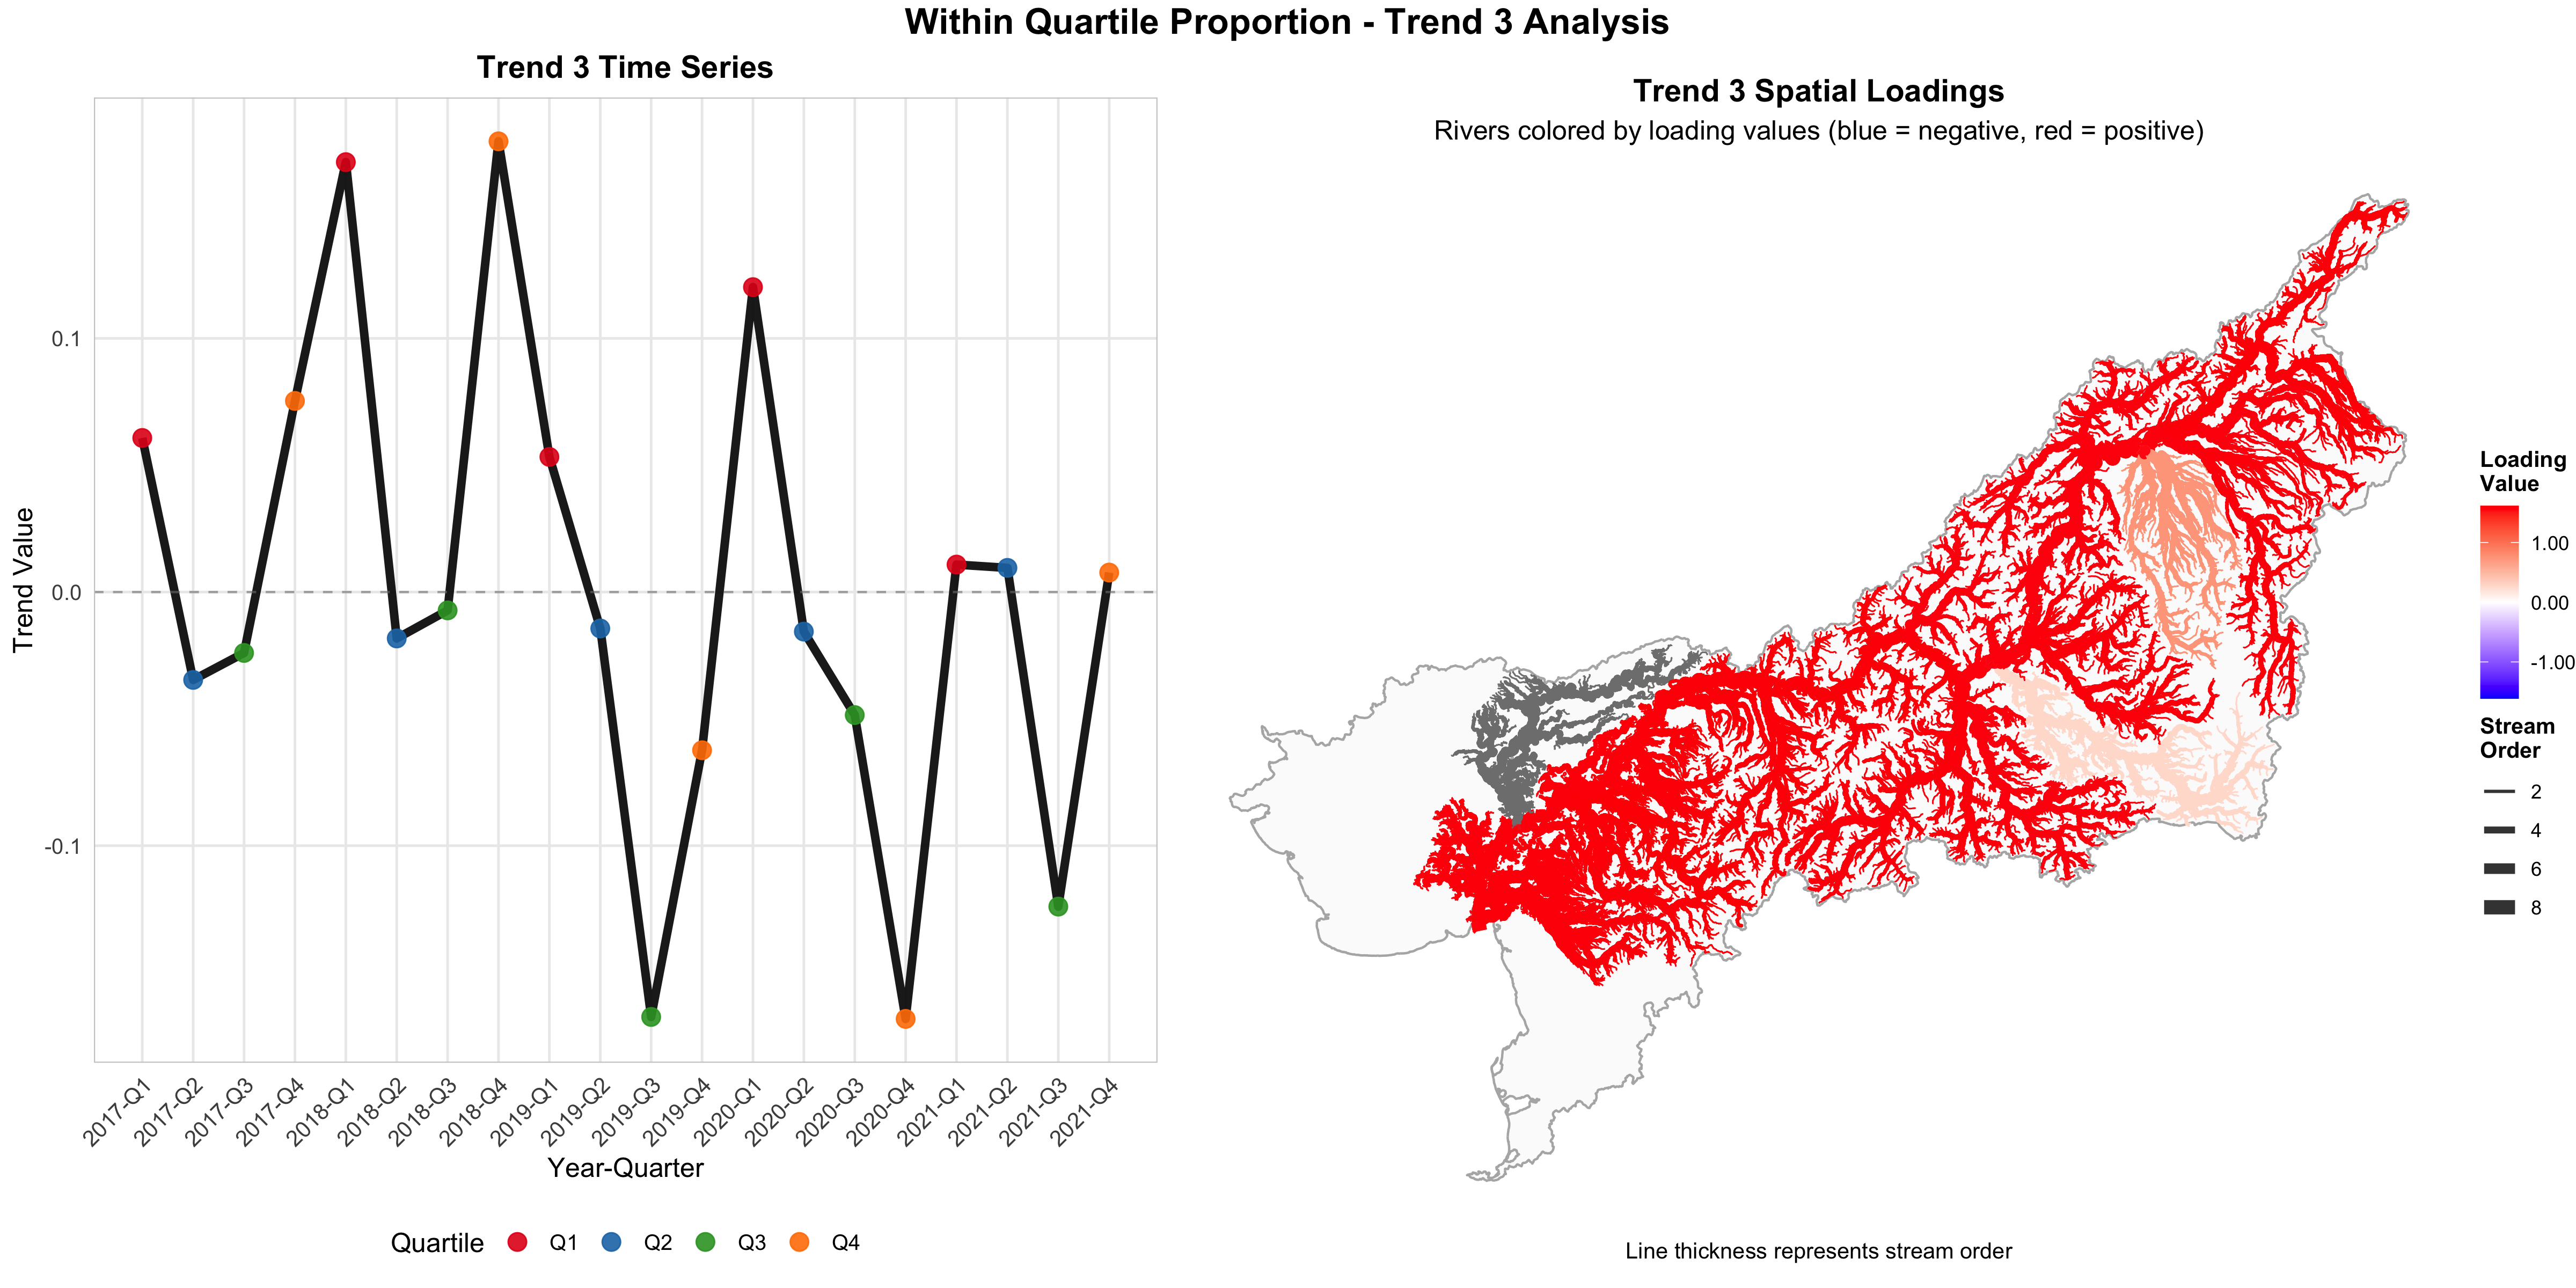 Within Quartile Proportion - Trend 3 Analysis
Trend 3 Time Series
Trend Value
0.1
0.0
-0.1
2017-Q1
2017-Q2
2017-Q3
2017-Q4
2018-Q1
2018-Q2
2018-Q3
2018-Q4
2019-Q1
2019-Q2
2019-Q3
2019-Q4
2020-Q1
2020-Q2
2020-Q3
2020-Q4
2021-Q1
2021-Q2
2021-Q3
2021-Q4
Year-Quarter
Quartile Q1 Q2 Q3 Q4
Trend 3 Spatial Loadings
Rivers colored by loading values (blue = negative, red = positive)
Loading
Value
1.00
0.00
-1.00
Stream
Order
2
4
6
8
Line thickness represents stream order